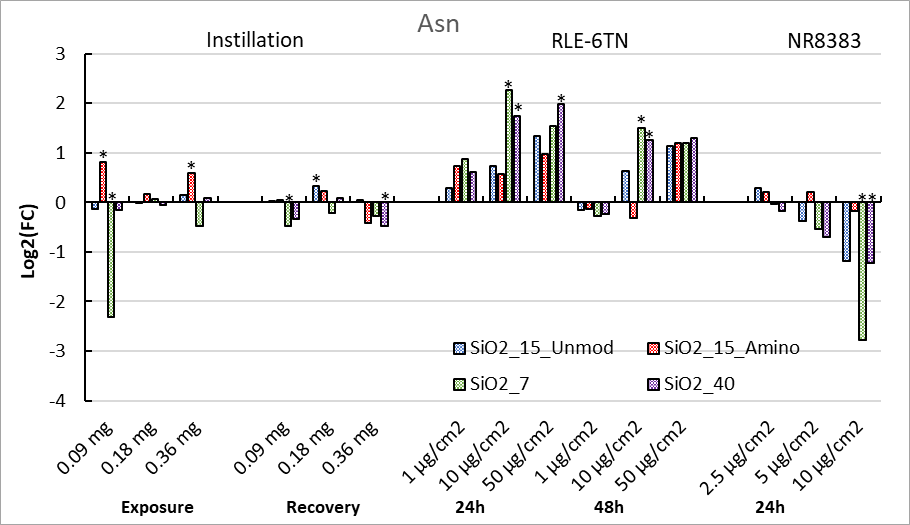 Asn
Instillation RLE-6TN NR8383
3
2
1
0
-1
-2
-3
-4
Log2(FC)
* * * * * * * * * * * * * *
SiO2_15_Unmod SiO2_15_Amino
SiO2_7 SiO2_40
0.09 mg 0.18 mg 0.36 mg 0.09 mg 0.18 mg 0.36 mg 1 µg/cm2 10 µg/cm2 50 µg/cm2 1 µg/cm2 10 µg/cm2 50 µg/cm2 2.5 µg/cm2 5 µg/cm2 10 µg/cm2
Exposure Recovery 24h 48h 24h